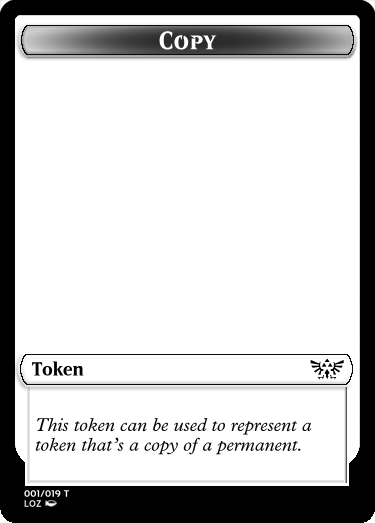 Copy
Token
This token can be used to represent a
token that's a copy of a permanent.
001/019 T
LOZ